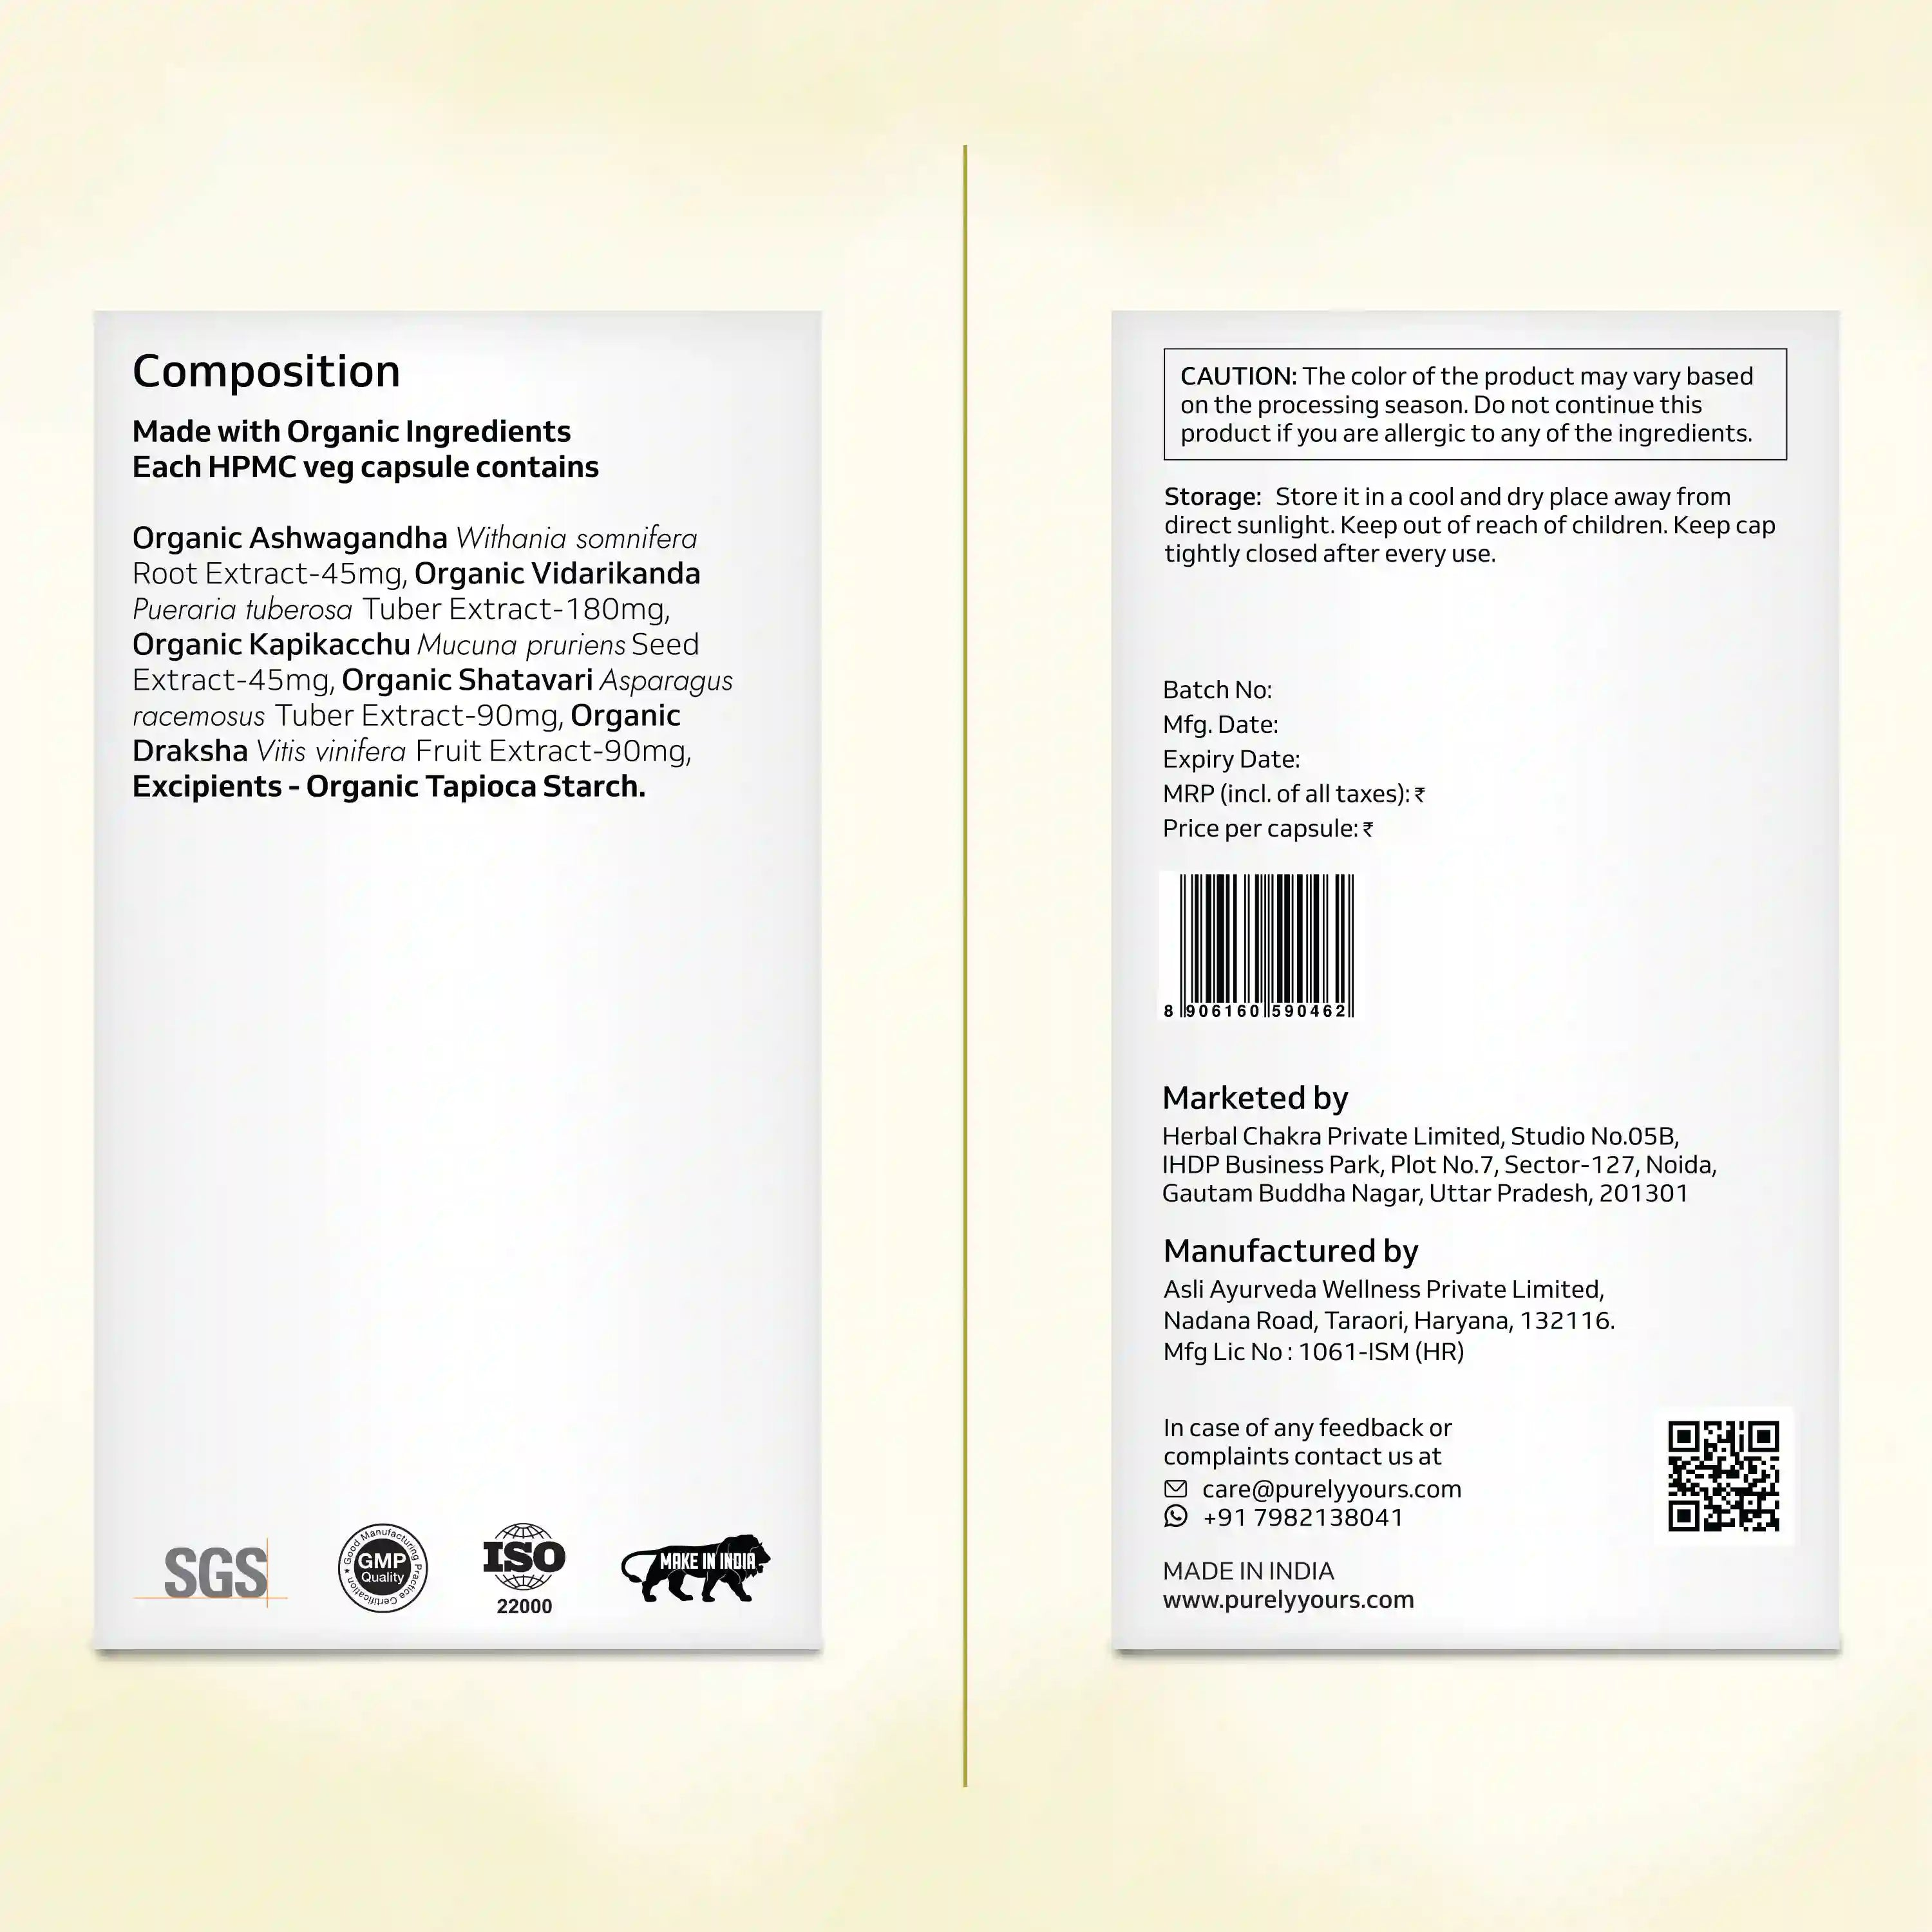 Composition
Made with Organic Ingredients
Each HPMC veg capsule contains
Organic Ashwagandha Withania somnifera
Root Extract-45mg, Organic Vidarikanda
Pueraria tuberosa Tuber Extract-180mg,
Organic Kapikacchu Mucuna pruriens Seed
Extract-45mg, Organic Shatavari Asparagus
racemosus Tuber Extract-90mg, Organic
Draksha Vitis vinifera Fruit Extract-90mg,
Excipients - Organic Tapioca Starch.
SGS
Good Manufacturing Practice Certification
GMP
Quality
ISO
22000
MAKE IN INDIA
CAUTION: The color of the product may vary based
on the processing season. Do not continue this
product if you are allergic to any of the ingredients.
Storage: Store it in a cool and dry place away from
direct sunlight. Keep out of reach of children. Keep cap
tightly closed after every use.
Batch No:
Mfg. Date:
Expiry Date:
MRP (incl. of all taxes): ₹
Price per capsule: ₹
8 906160 590462
Marketed by
Herbal Chakra Private Limited, Studio No.05B,
IHDP Business Park, Plot No.7, Sector-127, Noida,
Gautam Buddha Nagar, Uttar Pradesh, 201301
Manufactured by
Asli Ayurveda Wellness Private Limited,
Nadana Road, Taraori, Haryana, 132116.
Mfg Lic No : 1061-ISM (HR)
In case of any feedback or
complaints contact us at
care@purelyyours.com
+91 7982138041
MADE IN INDIA
www.purelyyours.com